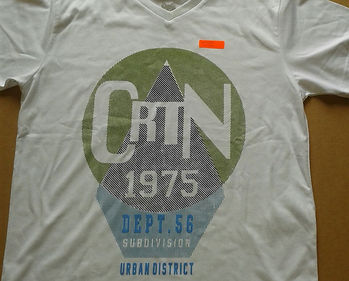 CRTN
1975
DEPT. 56
SUBDIVISION
URBAN DISTRICT